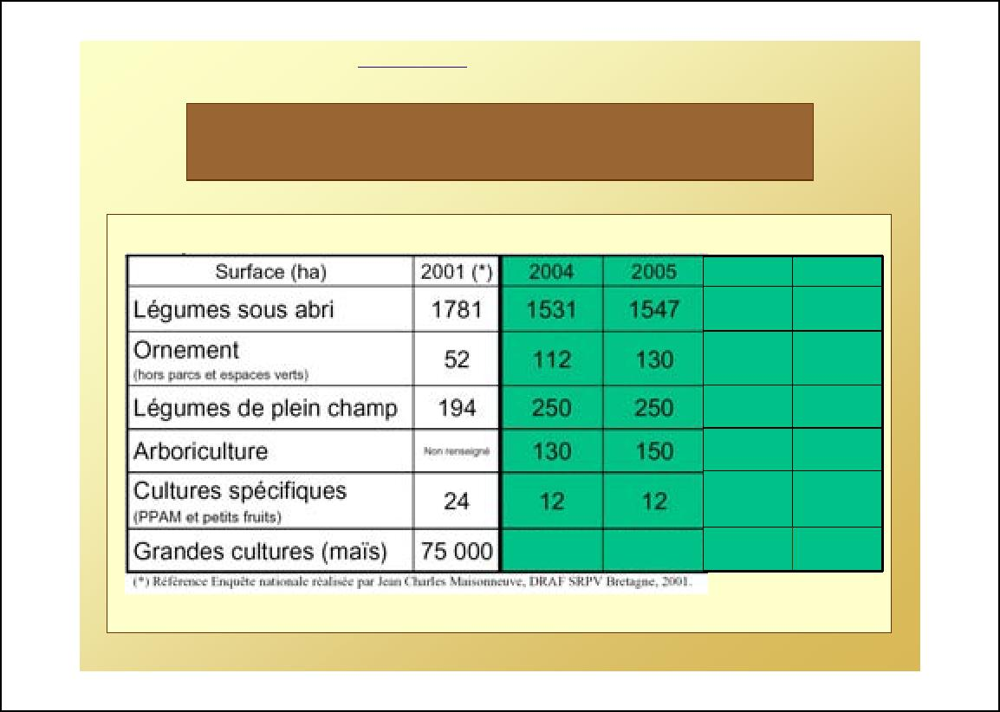 Surface (ha) 2001 (*) 2004 2005
Légumes sous abri 1781 1531 1547
Ornement
(hors parcs et espaces verts) 52 112 130
Légumes de plein champ 194 250 250
Arboriculture Non renseigné 130 150
Cultures spécifiques
(PPAM et petits fruits) 24 12 12
Grandes cultures (maïs) 75 000
(*) Référence Enquête nationale réalisée par Jean Charles Maisonneuve, DRAF SRPV Bretagne, 2001.